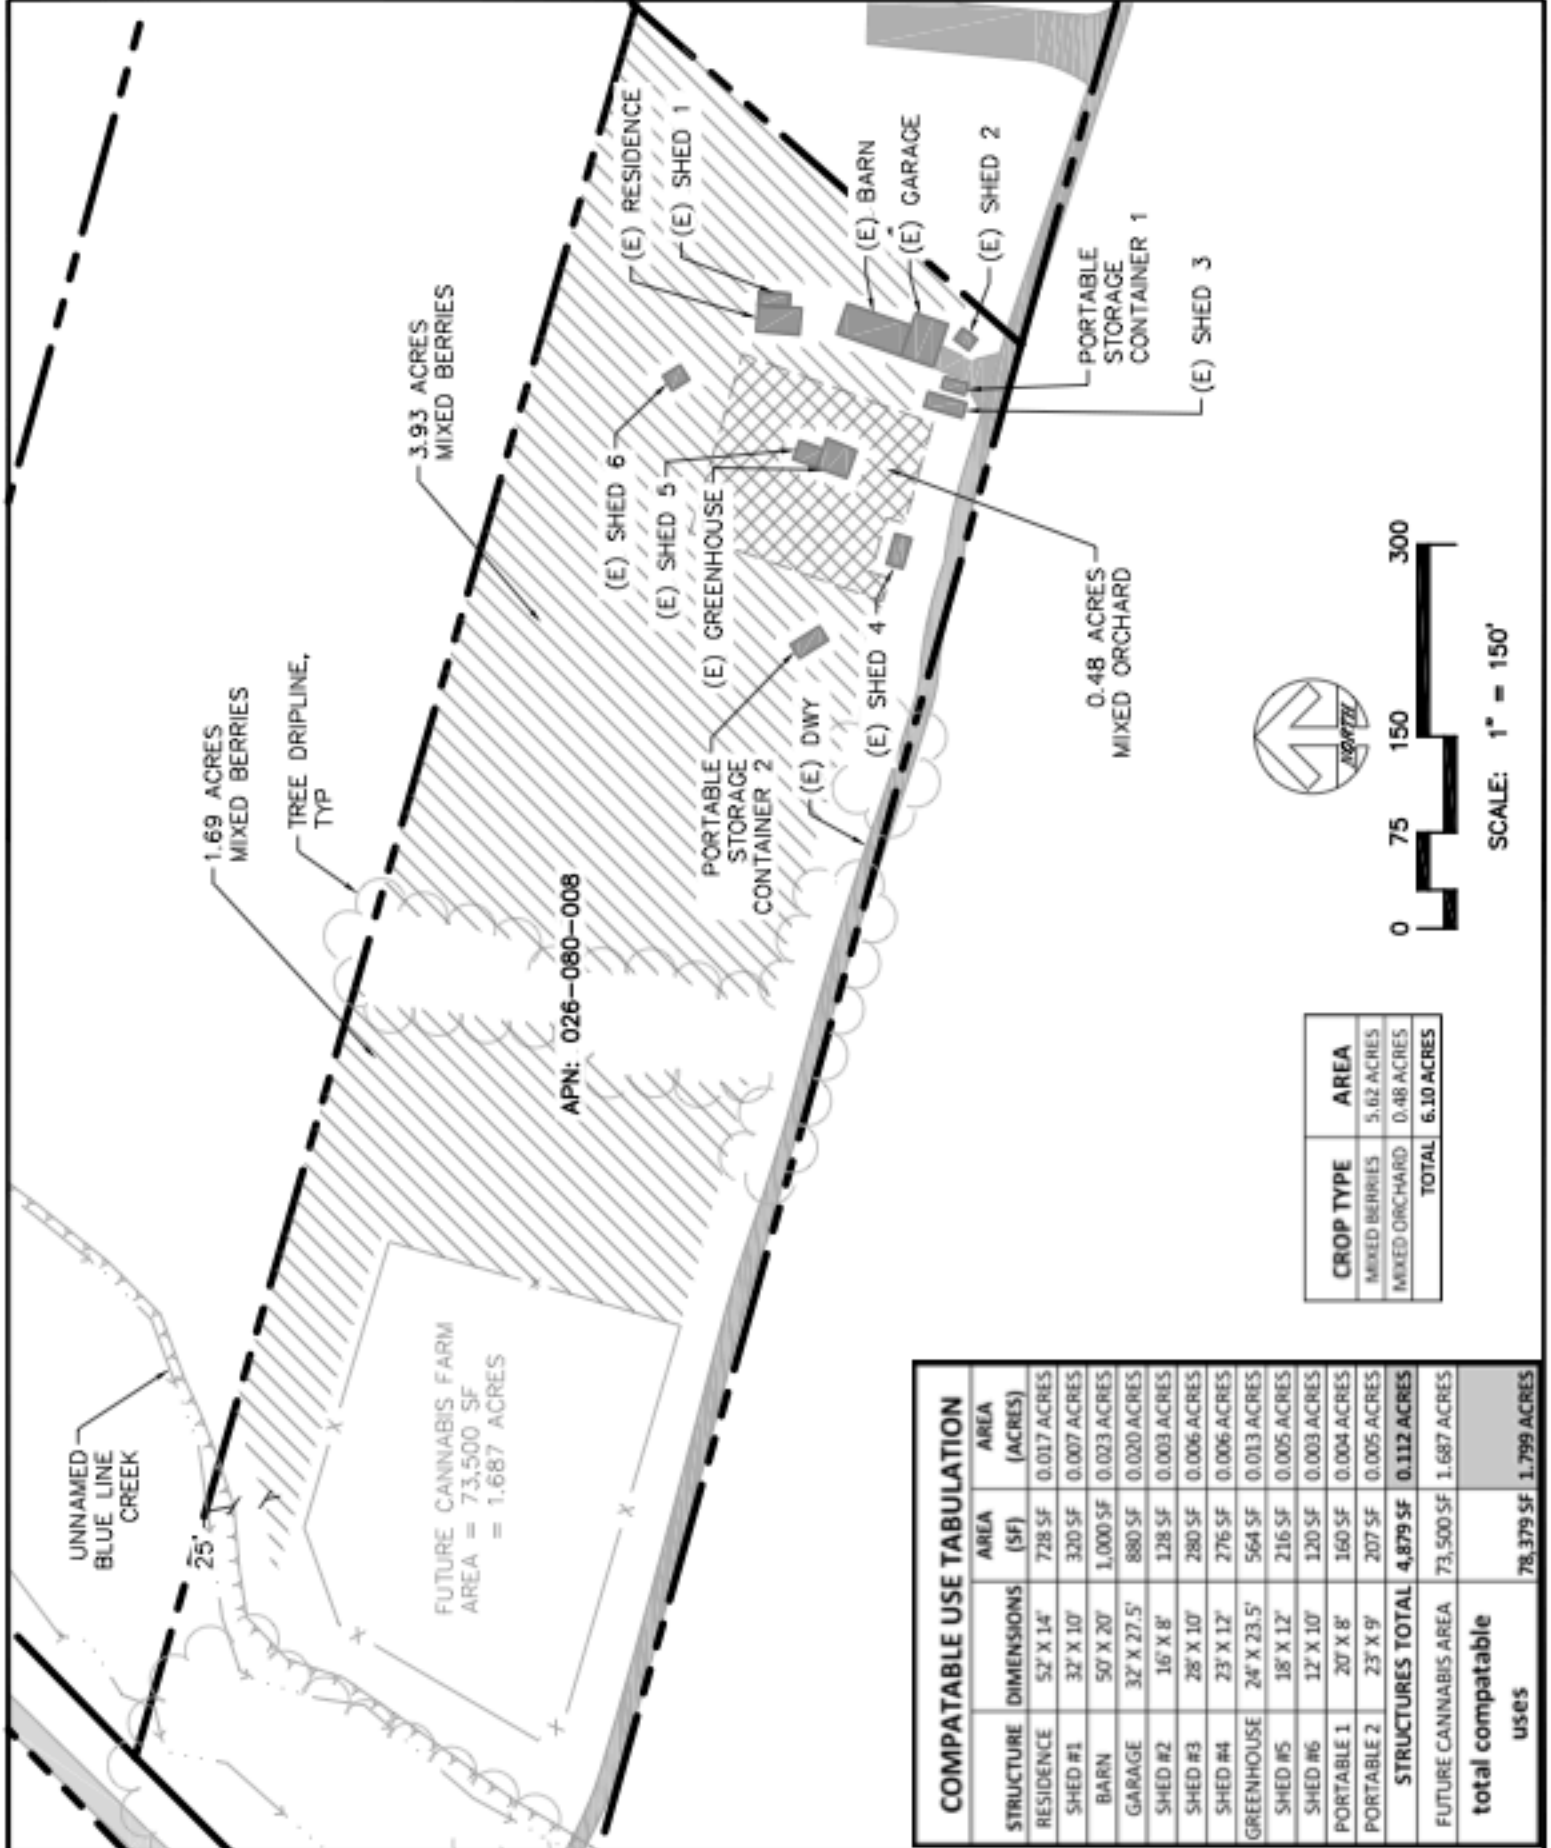 UNNAMED
BLUE LINE
CREEK
25'
1.69 ACRES
MIXED BERRIES
TREE DRIPLINE,
TYP
3.93 ACRES
MIXED BERRIES
(E) RESIDENCE
(E) SHED 1
(E) BARN
(E) GARAGE
(E) SHED 2
PORTABLE
STORAGE
CONTAINER 1
(E) SHED 3
(E) SHED 6
(E) SHED 5
(E) GREENHOUSE
PORTABLE
STORAGE
CONTAINER 2
(E) DWY
(E) SHED 4
0.48 ACRES
MIXED ORCHARD
APN: 026-080-008
FUTURE CANNABIS FARM
AREA = 73,500 SF
= 1.687 ACRES
COMPATABLE USE TABULATION
STRUCTURE DIMENSIONS AREA (SF) AREA (ACRES)
RESIDENCE 52' X 14' 728 SF 0.017 ACRES
SHED #1 32' X 10' 320 SF 0.007 ACRES
BARN 50' X 20' 1,000 SF 0.023 ACRES
GARAGE 32' X 27.5' 880 SF 0.020 ACRES
SHED #2 16' X 8' 128 SF 0.003 ACRES
SHED #3 28' X 10' 280 SF 0.006 ACRES
SHED #4 23' X 12' 276 SF 0.006 ACRES
GREENHOUSE 24' X 23.5' 564 SF 0.013 ACRES
SHED #5 18' X 12' 216 SF 0.005 ACRES
SHED #6 12' X 10' 120 SF 0.003 ACRES
PORTABLE 1 20' X 8' 160 SF 0.004 ACRES
PORTABLE 2 23' X 9' 207 SF 0.005 ACRES
STRUCTURES TOTAL 4,879 SF 0.112 ACRES
FUTURE CANNABIS AREA 73,500 SF 1.687 ACRES
total compatable
uses 78,379 SF 1.799 ACRES
CROP TYPE AREA
MIXED BERRIES 5.62 ACRES
MIXED ORCHARD 0.48 ACRES
TOTAL 6.10 ACRES
NORTH
0 75 150 300
SCALE: 1" = 150'